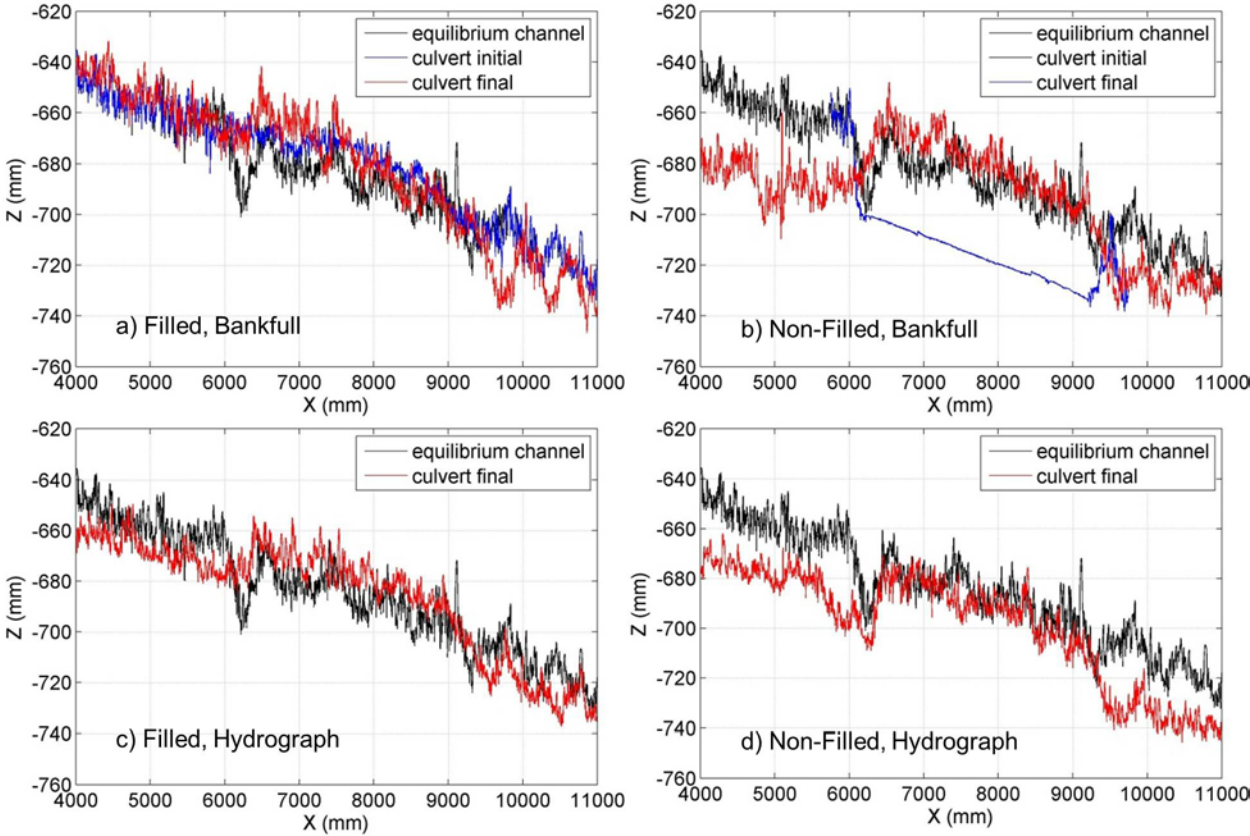 -620
-640
-660
-680
-700
-720
-740
-760
Z (mm)
equilibrium channel
culvert initial
culvert final
a) Filled, Bankfull
4000 5000 6000 7000 8000 9000 10000 11000
X (mm)
-620
-640
-660
-680
-700
-720
-740
-760
Z (mm)
equilibrium channel
culvert initial
culvert final
b) Non-Filled, Bankfull
4000 5000 6000 7000 8000 9000 10000 11000
X (mm)
-620
-640
-660
-680
-700
-720
-740
-760
Z (mm)
equilibrium channel
culvert final
c) Filled, Hydrograph
4000 5000 6000 7000 8000 9000 10000 11000
X (mm)
-620
-640
-660
-680
-700
-720
-740
-760
Z (mm)
equilibrium channel
culvert final
d) Non-Filled, Hydrograph
4000 5000 6000 7000 8000 9000 10000 11000
X (mm)